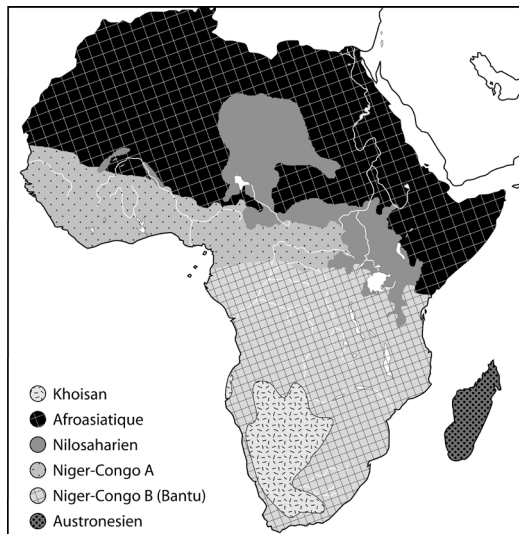 Khoisan
Afroasiatique
Nilosaharien
Niger-Congo A
Niger-Congo B (Bantu)
Austronesien